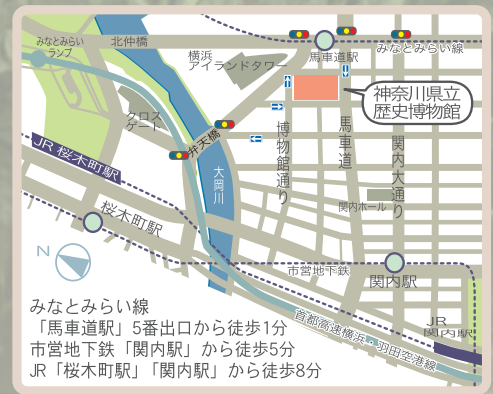 みなとみらい
ランプ
北仲橋
横浜
アイランドタワー
馬車道駅
みなとみらい線
神奈川県立
歴史博物館
クロス
ゲート
弁天橋
大岡川
博物館通り
馬車道
関内大通り
関内ホール
JR 桜木町駅
桜木町駅
N
市営地下鉄
関内駅
首都高速横浜・羽田空港線
JR
関内駅
みなとみらい線
「馬車道駅」5番出口から徒歩1分
市営地下鉄「関内駅」から徒歩5分
JR「桜木町駅」「関内駅」から徒歩8分